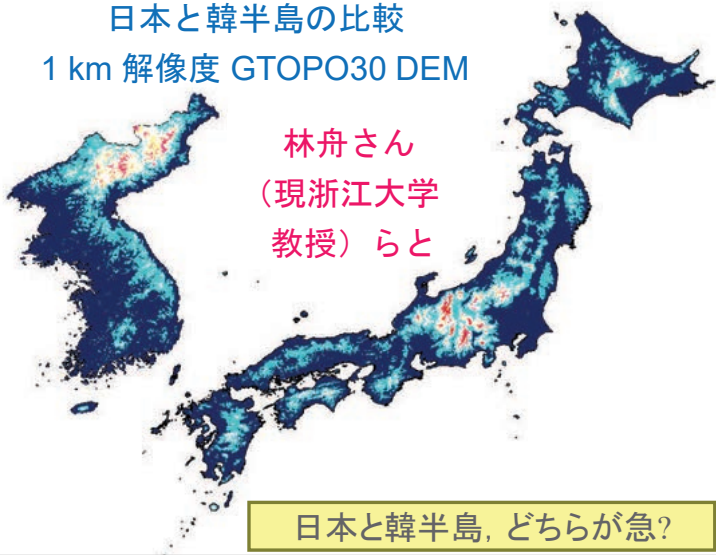 日本と韓半島の比較
1 km 解像度 GTOPO30 DEM
林舟さん
（現浙江大学
教授）らと
日本と韓半島, どちらが急?